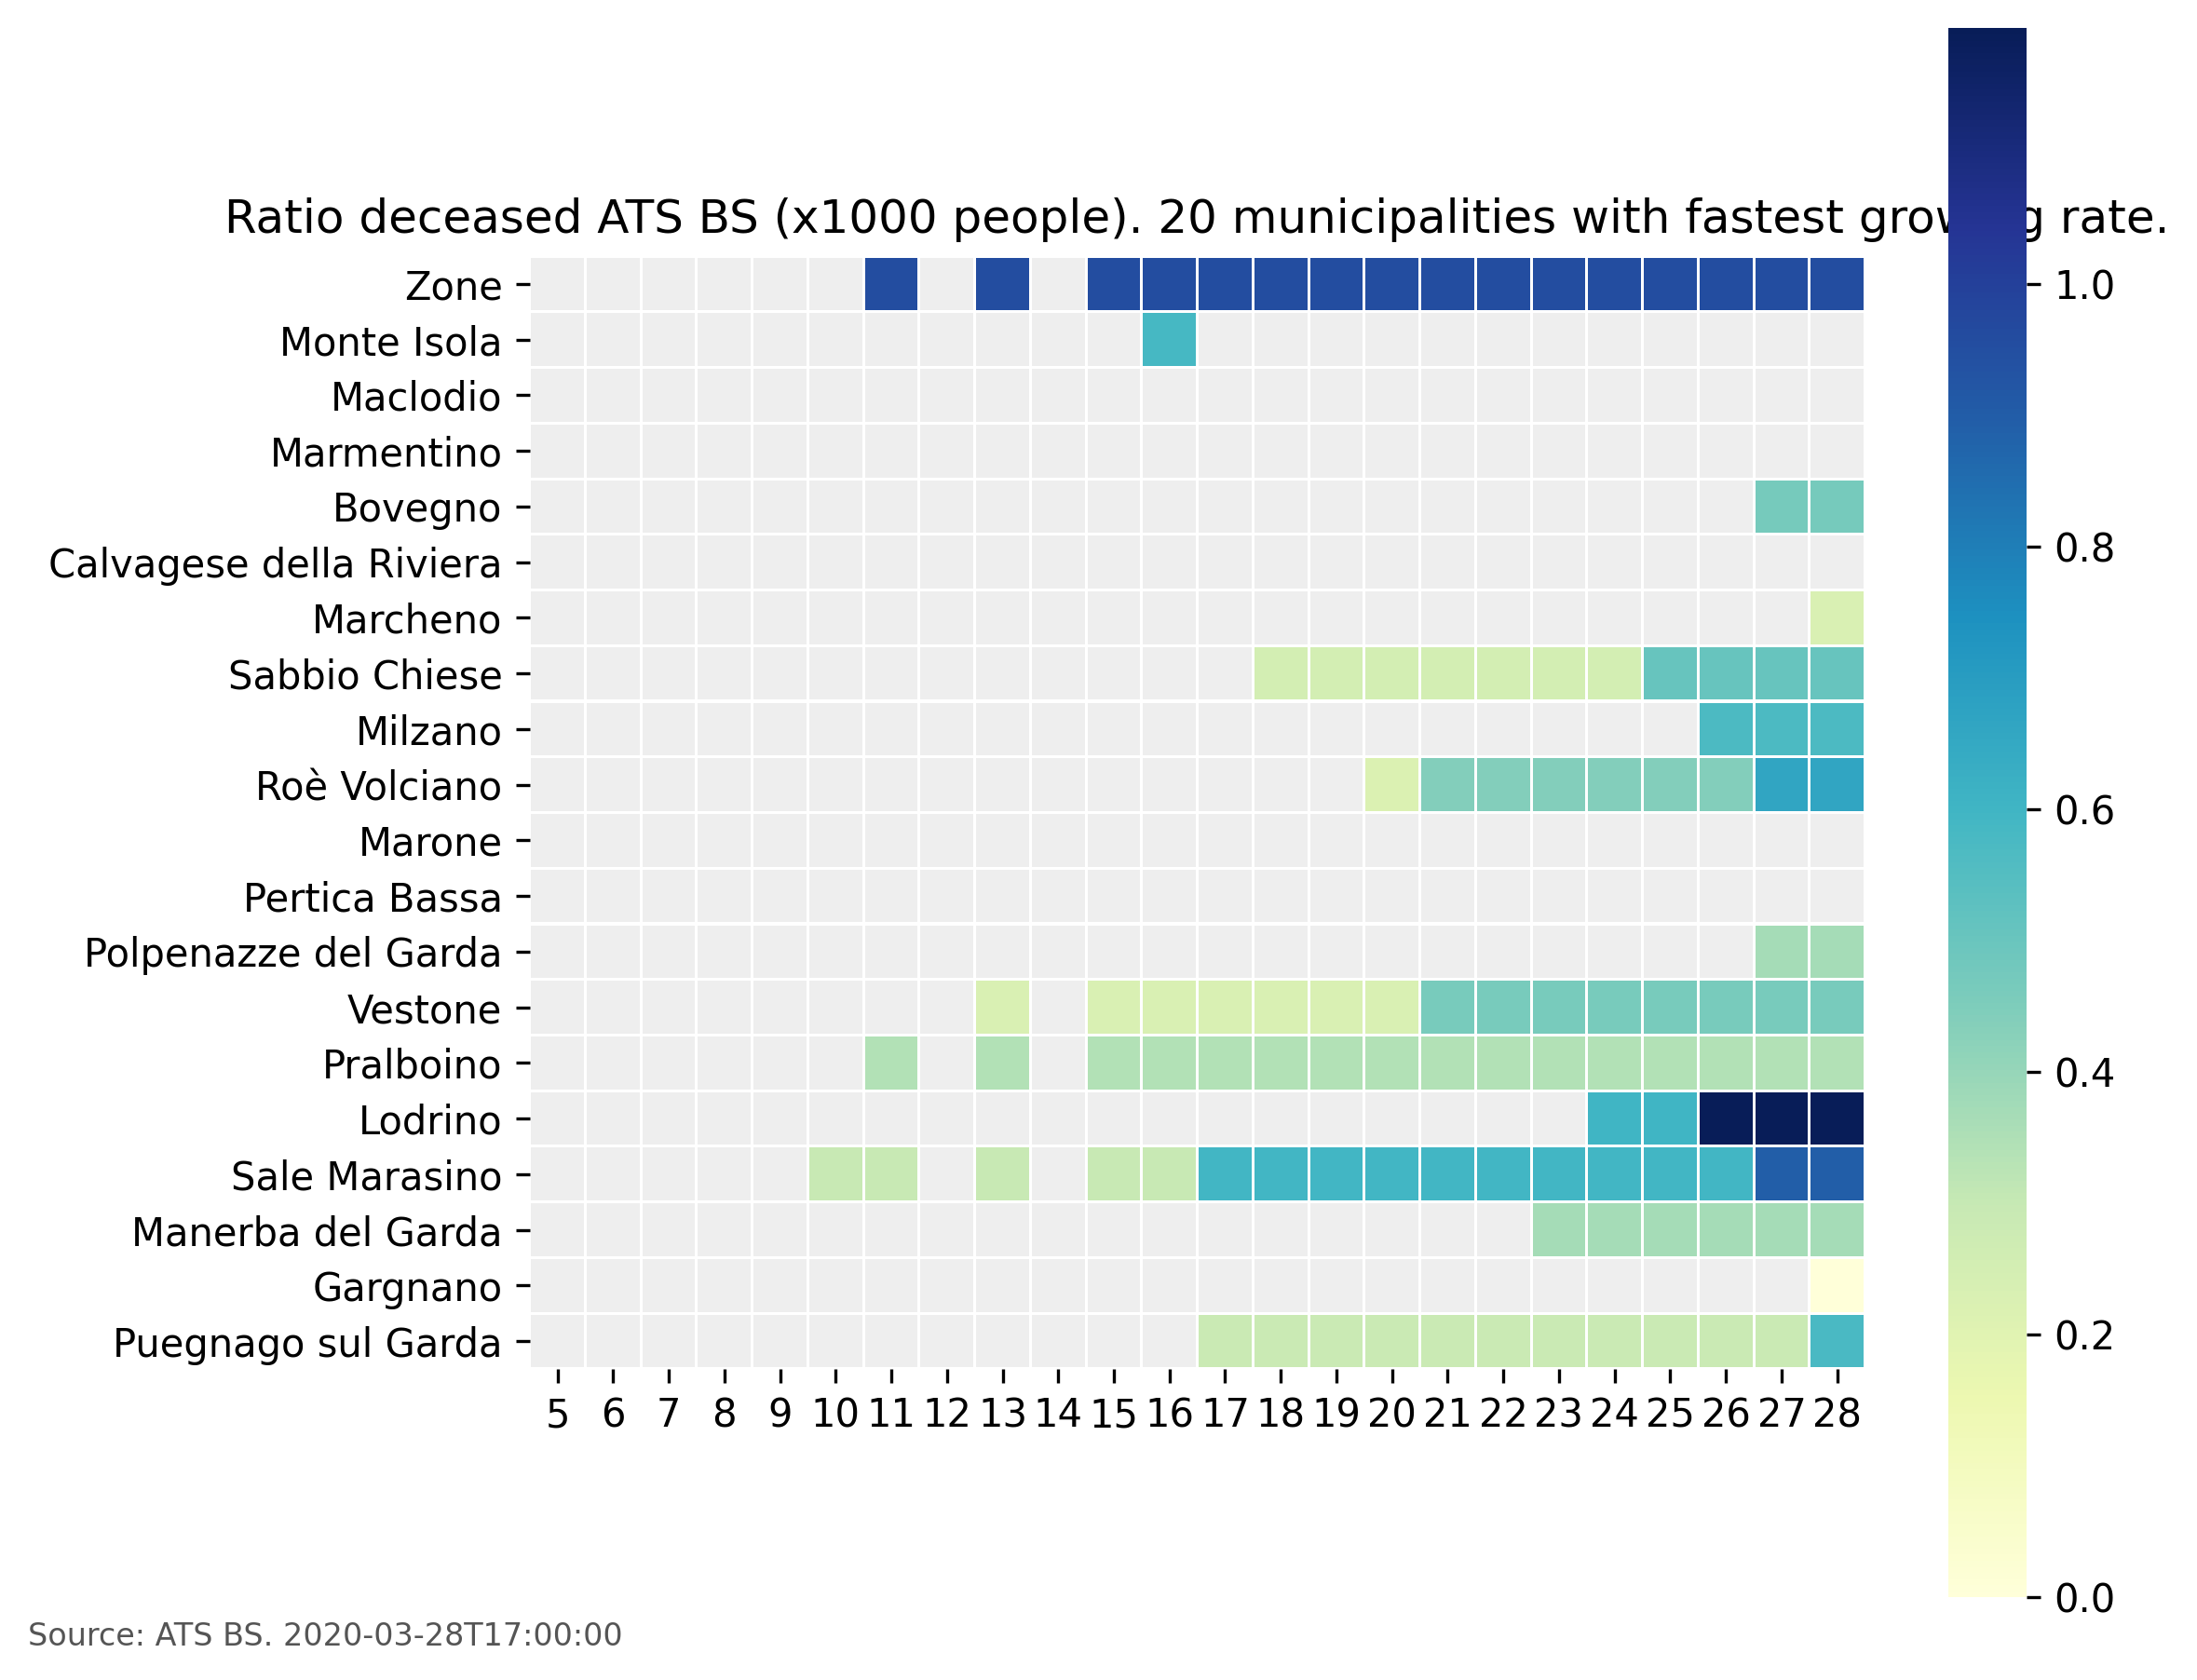 Ratio deceased ATS BS (x1000 people). 20 municipalities with fastest grow g rate.
Zone
Monte Isola
Maclodio
Marmentino
Bovegno
Calvagese della Riviera
Marcheno
Sabbio Chiese
Milzano
Roè Volciano
Marone
Pertica Bassa
Polpenazze del Garda
Vestone
Pralboino
Lodrino
Sale Marasino
Manerba del Garda
Gargnano
Puegnago sul Garda
5 6 7 8 9 10 11 12 13 14 15 16 17 18 19 20 21 22 23 24 25 26 27 28
1.0
0.8
0.6
0.4
0.2
0.0
Source: ATS BS. 2020-03-28T17:00:00